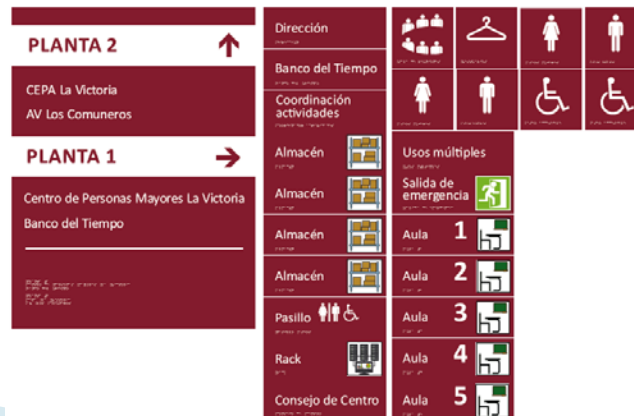 PLANTA 2
CEPA La Victoria
AV Los Comuneros
PLANTA 1
Centro de Personas Mayores La Victoria
Banco del Tiempo
Dirección
Banco del Tiempo
Coordinación
actividades
Almacén
Almacén
Almacén
Almacén
Pasillo
Rack
Consejo de Centro
Usos múltiples
Salida de
emergencia
Aula 1
Aula 2
Aula 3
Aula 4
Aula 5